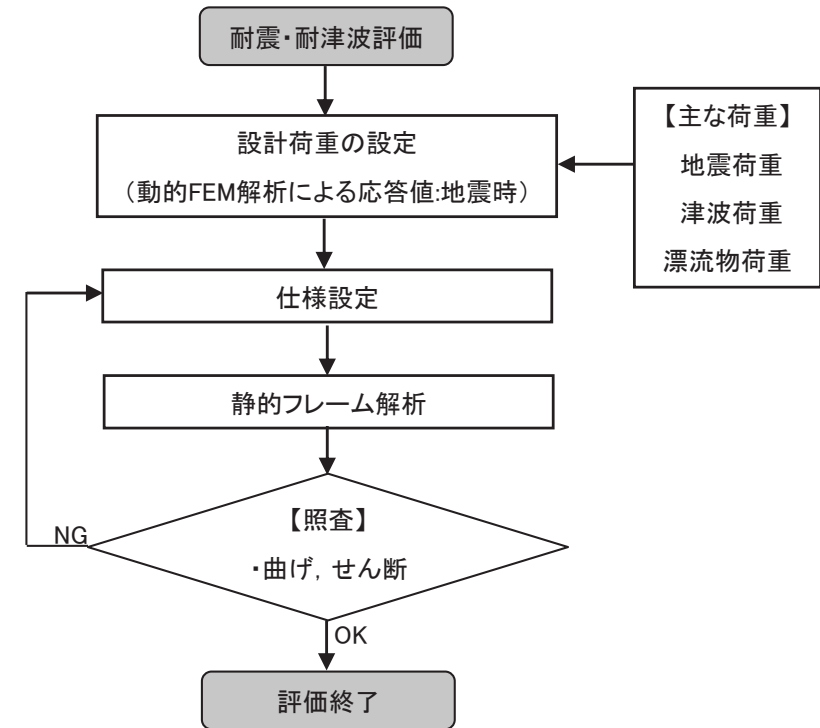 耐震・耐津波評価
設計荷重の設定
（動的FEM解析による応答値:地震時）
【主な荷重】
地震荷重
津波荷重
漂流物荷重
仕様設定
静的フレーム解析
【照査】
・曲げ，せん断
NG
OK
評価終了